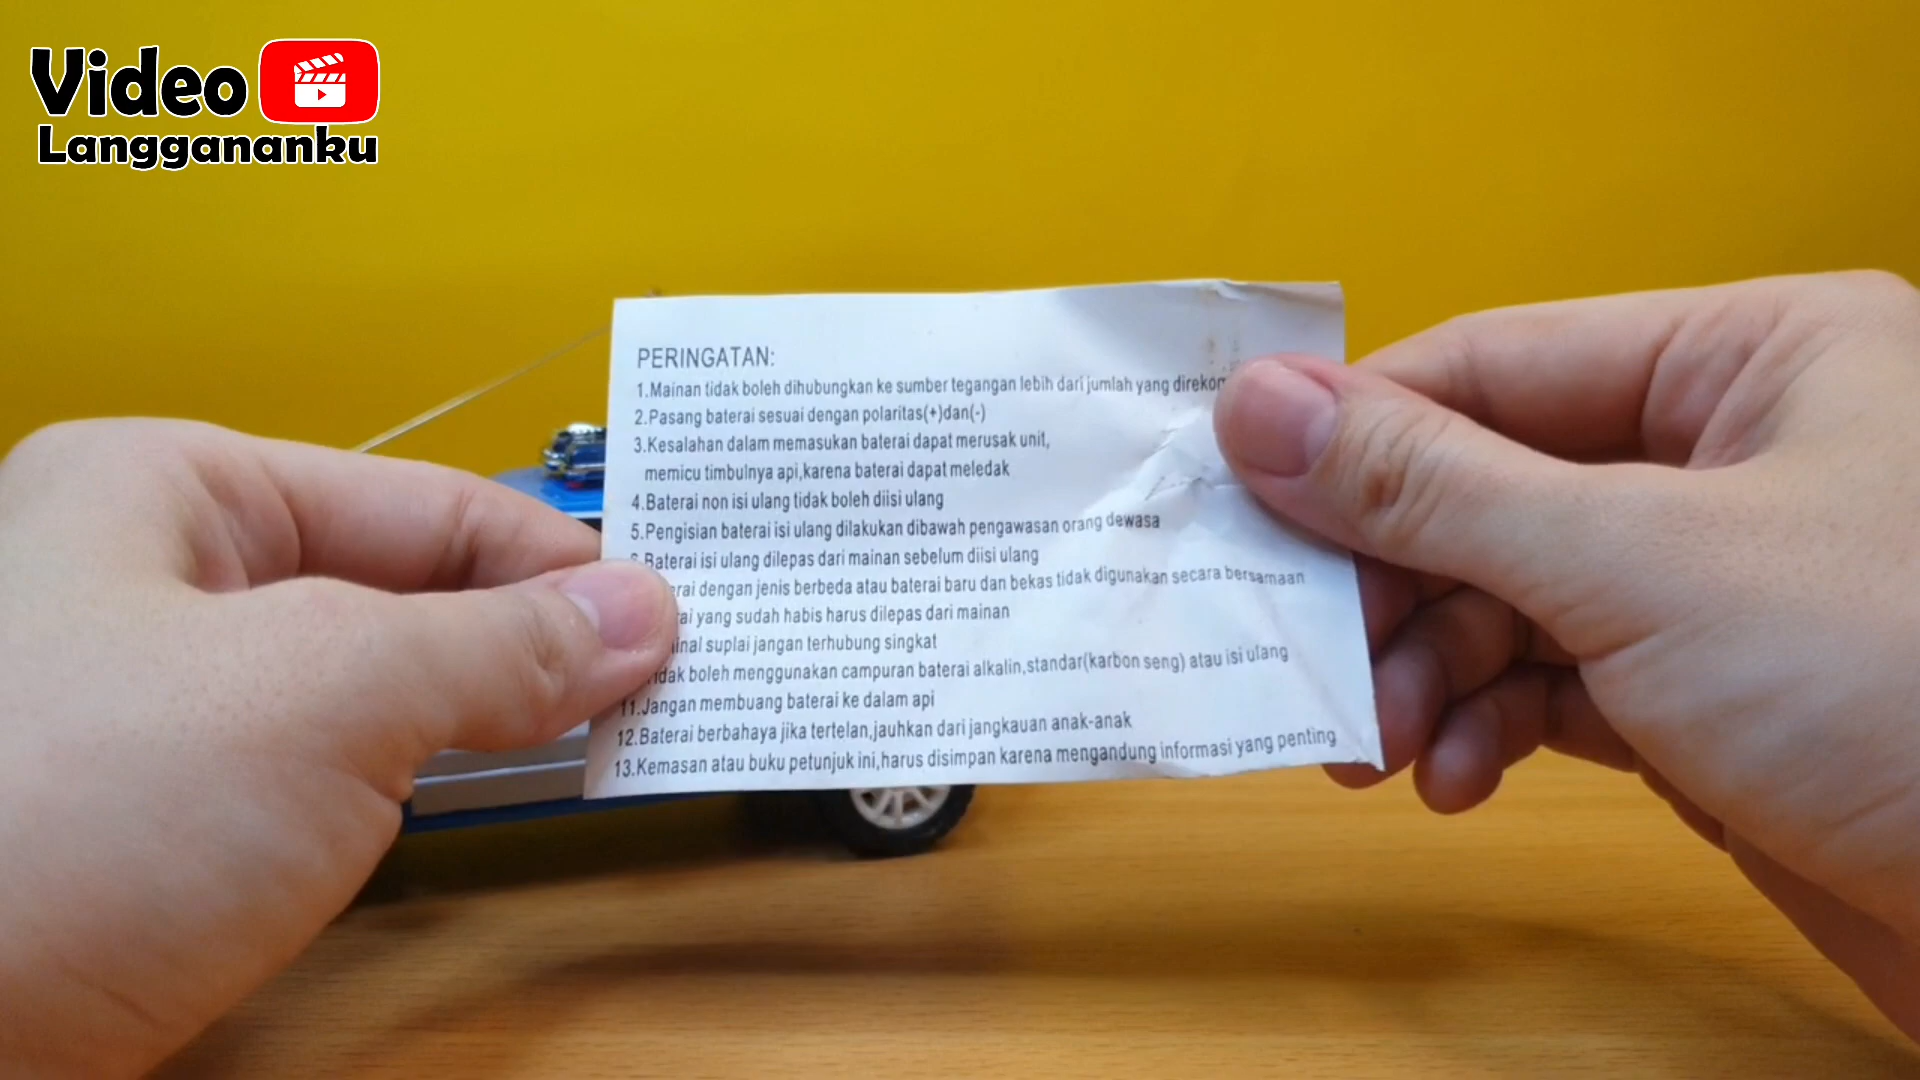 Video
Langgananku
PERINGATAN:
1.Mainan tidak boleh dihubungkan ke sumber tegangan lebih dari jumlah yang
2.Pasang baterai sesuai dengan polaritas(+)dan(-)
3.Kesalahan dalam memasukan baterai dapat merusak unit,
memicu timbulnya api,karena baterai dapat meledak
4.Baterai non isi ulang tidak boleh diisi ulang
5.Pengisian baterai isi ulang dilakukan dibawah pengawasan orang dewasa
Baterai isi ulang dilepas dari mainan sebelum diisi ulang
dengan jenis berbeda atau baterai baru dan bekas tidak digunakan secara bersamaan
yang sudah habis harus dilepas dari mainan
suplai jangan terhubung singkat
boleh menggunakan campuran baterai alkalin,standar(karbon seng) atau isi ulang
11.Jangan membuang baterai ke dalam api
12.Baterai berbahaya jika tertelan,jauhkan dari jangkauan anak-anak
13.Kemasan atau buku petunjuk ini,harus disimpan karena mengandung informasi yang penting